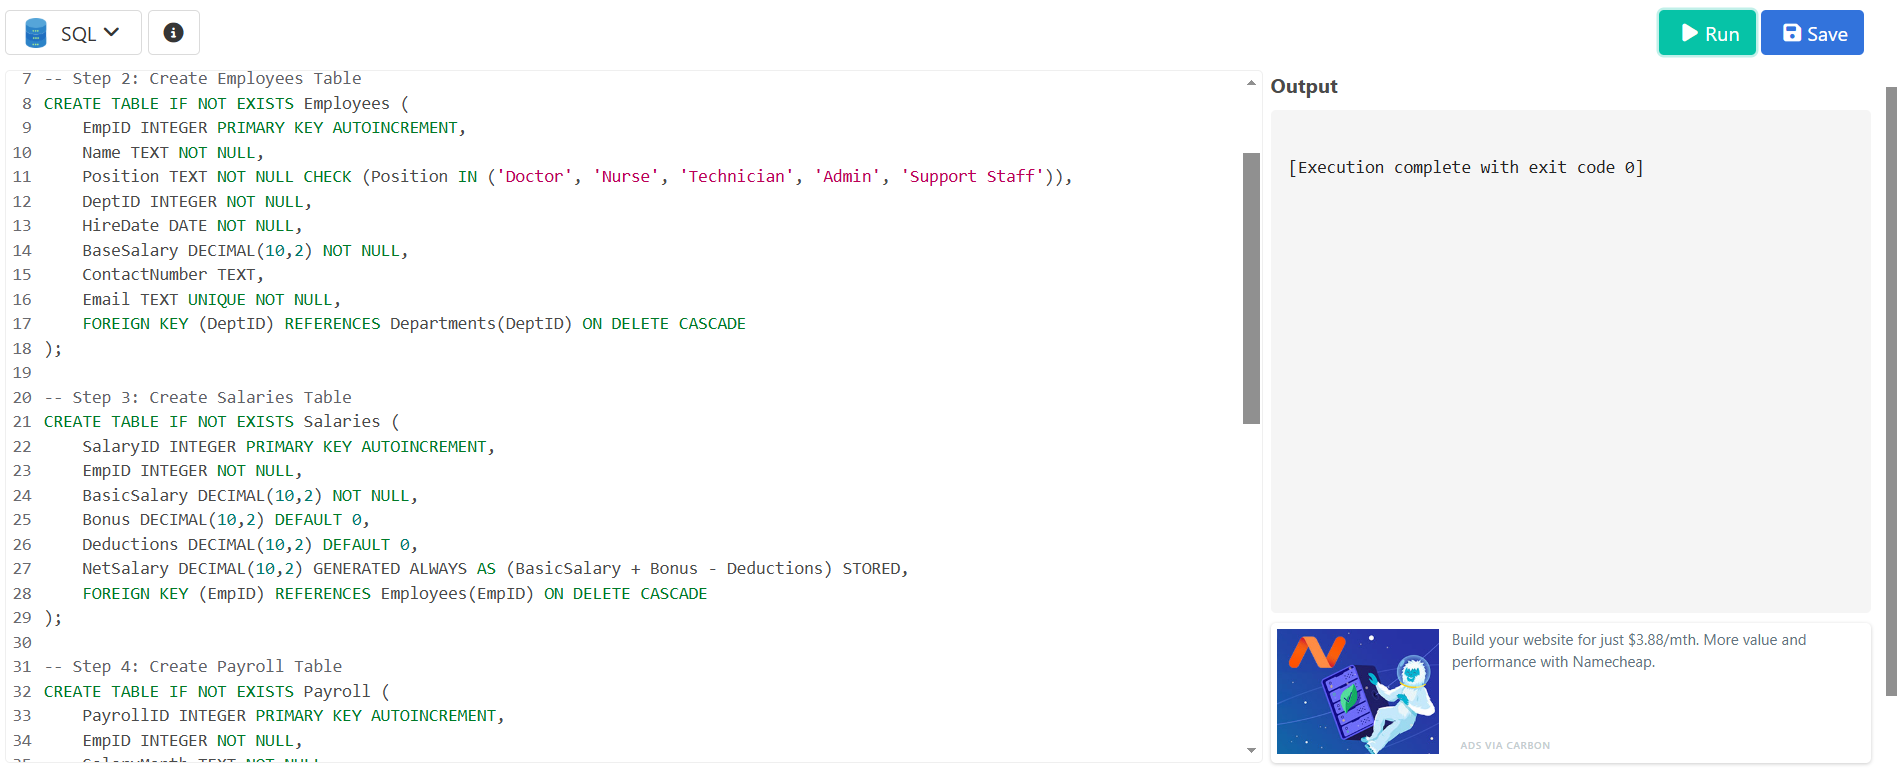 SQL
Run
Save
7 -- Step 2: Create Employees Table
8 CREATE TABLE IF NOT EXISTS Employees (
9     EmpID INTEGER PRIMARY KEY AUTOINCREMENT,
10     Name TEXT NOT NULL,
11     Position TEXT NOT NULL CHECK (Position IN ('Doctor', 'Nurse', 'Technician', 'Admin', 'Support Staff')),
12     DeptID INTEGER NOT NULL,
13     HireDate DATE NOT NULL,
14     BaseSalary DECIMAL(10,2) NOT NULL,
15     ContactNumber TEXT,
16     Email TEXT UNIQUE NOT NULL,
17     FOREIGN KEY (DeptID) REFERENCES Departments(DeptID) ON DELETE CASCADE
18 );
19
20 -- Step 3: Create Salaries Table
21 CREATE TABLE IF NOT EXISTS Salaries (
22     SalaryID INTEGER PRIMARY KEY AUTOINCREMENT,
23     EmpID INTEGER NOT NULL,
24     BasicSalary DECIMAL(10,2) NOT NULL,
25     Bonus DECIMAL(10,2) DEFAULT 0,
26     Deductions DECIMAL(10,2) DEFAULT 0,
27     NetSalary DECIMAL(10,2) GENERATED ALWAYS AS (BasicSalary + Bonus - Deductions) STORED,
28     FOREIGN KEY (EmpID) REFERENCES Employees(EmpID) ON DELETE CASCADE
29 );
30
31 -- Step 4: Create Payroll Table
32 CREATE TABLE IF NOT EXISTS Payroll (
33     PayrollID INTEGER PRIMARY KEY AUTOINCREMENT,
34     EmpID INTEGER NOT NULL,
35     SalaryMonth TEXT NOT NULL
Output
[Execution complete with exit code 0]
Build your website for just $3.88/mth. More value and
performance with Namecheap.
ADS VIA CARBON